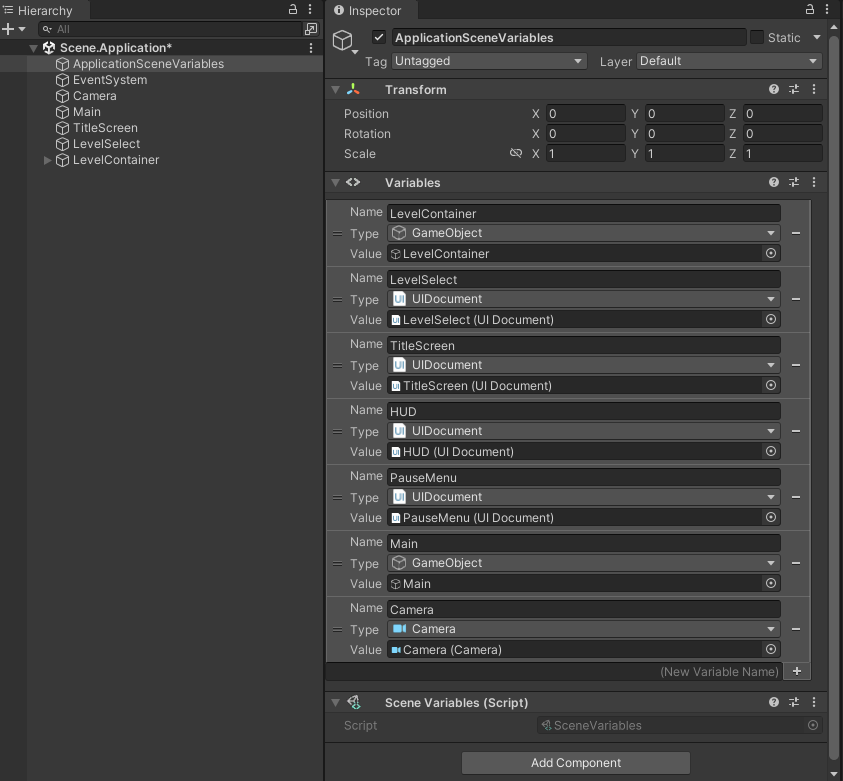 Hierarchy
All
Scene.Application*
ApplicationSceneVariables
EventSystem
Camera
Main
TitleScreen
LevelSelect
LevelContainer
Inspector
ApplicationSceneVariables Static
Tag Untagged Layer Default
Transform
Position X 0 Y 0 Z 0
Rotation X 0 Y 0 Z 0
Scale X 1 Y 1 Z 1
Variables
Name LevelContainer
Type GameObject
Value LevelContainer
Name LevelSelect
Type UIDocument
Value LevelSelect (UI Document)
Name TitleScreen
Type UIDocument
Value TitleScreen (UI Document)
Name HUD
Type UIDocument
Value HUD (UI Document)
Name PauseMenu
Type UIDocument
Value PauseMenu (UI Document)
Name Main
Type GameObject
Value Main
Name Camera
Type Camera
Value Camera (Camera)
(New Variable Name) +
Scene Variables (Script)
Script SceneVariables
Add Component